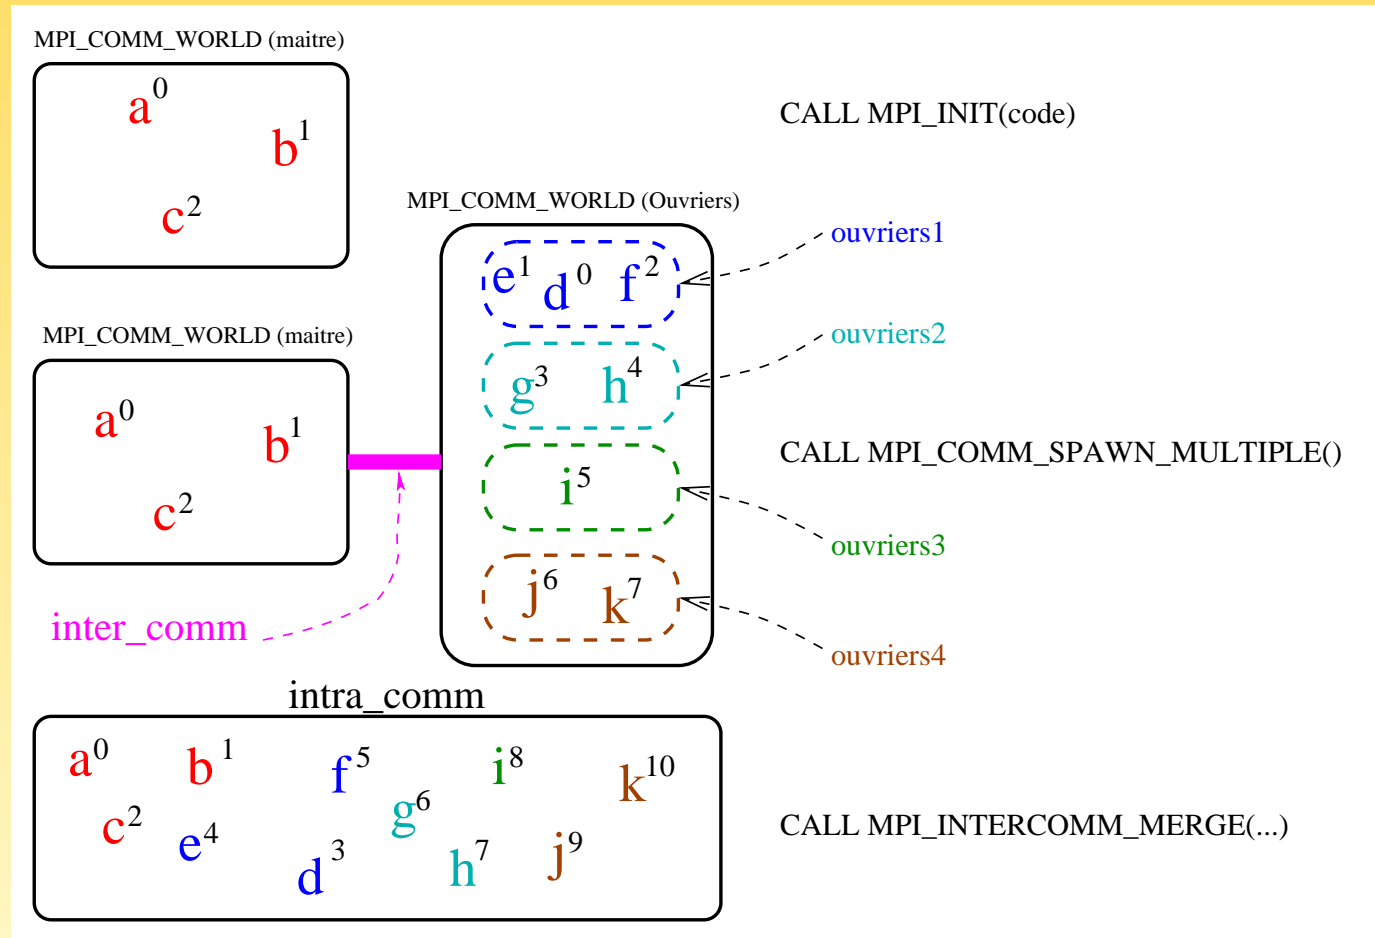 MPI_COMM_WORLD (maitre)
a0
b1
c2
CALL MPI_INIT(code)
MPI_COMM_WORLD (Ouvriers)
e1 d0 f2
ouvriers1
g3 h4
ouvriers2
MPI_COMM_WORLD (maitre)
a0
b1
c2
CALL MPI_COMM_SPAWN_MULTIPLE()
i5
ouvriers3
j6 k7
ouvriers4
inter_comm
intra_comm
a0 b1 f5 i8 k10
c2 e4 d3 g6 h7 j9
CALL MPI_INTERCOMM_MERGE(...)